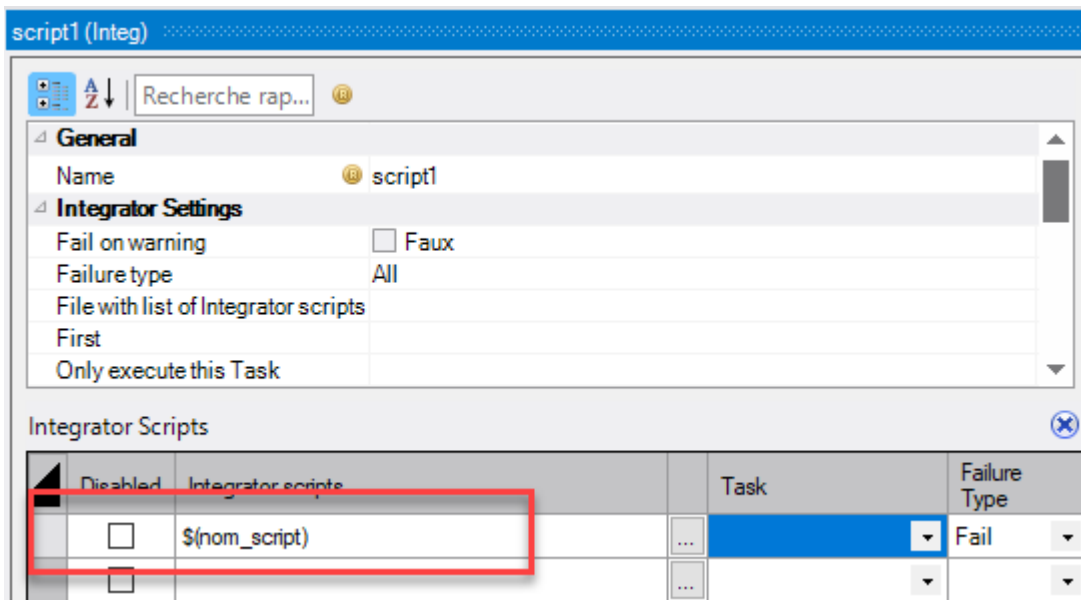 script1 (Integ)
Recherche rap...
General
Name script1
Integrator Settings
Fail on warning Faux
Failure type All
File with list of Integrator scripts
First
Only execute this Task
Integrator Scripts
Disabled Integrator scripts Task Failure Type
$(nom_script) ... Fail
...